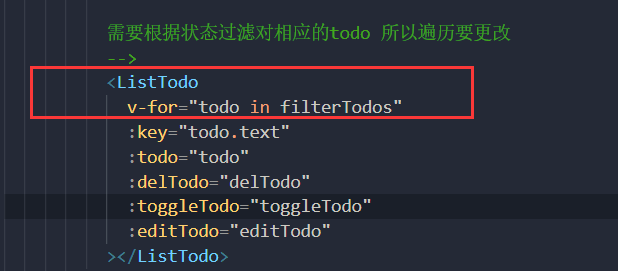 需要根据状态过滤对相应的todo 所以遍历要更改
-->
<ListTodo
v-for="todo in filterTodos"
:key="todo.text"
:todo="todo"
:delTodo="delTodo"
:toggleTodo="toggleTodo"
:editTodo="editTodo"
></ListTodo>